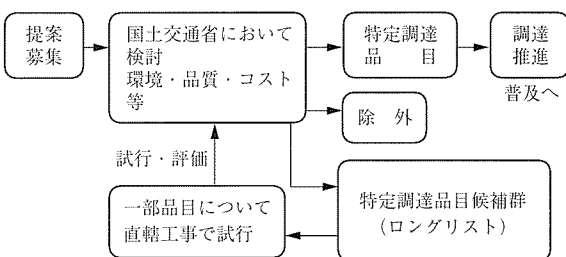 提案
募集
国土交通省において
検討
環境・品質・コスト
等
特定調達
品　目
調達
推進
普及へ
除　外
試行・評価
一部品目について
直轄工事で試行
特定調達品目候補群
（ロングリスト）